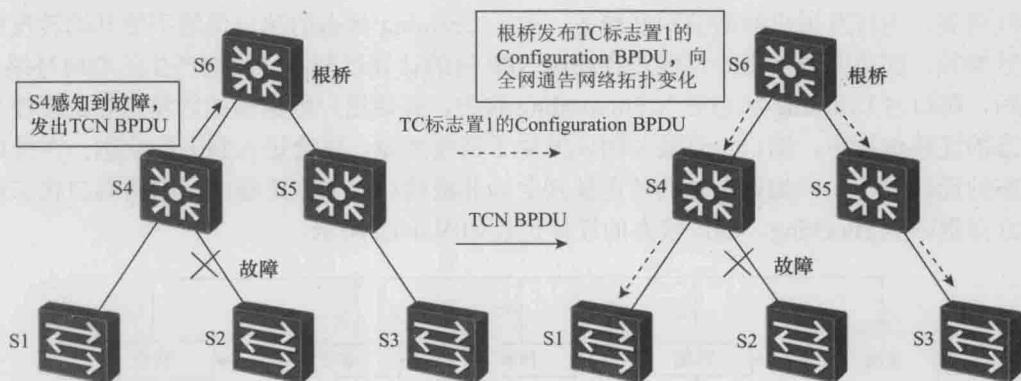 S6
根桥
S4感知到故障,
发出TCN BPDU
S4
S5
故障
S1
S2
S3
TC标志置1的Configuration BPDU
TCN BPDU
根桥发布TC标志置1的
Configuration BPDU, 向
全网通告网络拓扑变化
S6
根桥
S4
S5
故障
S1
S2
S3